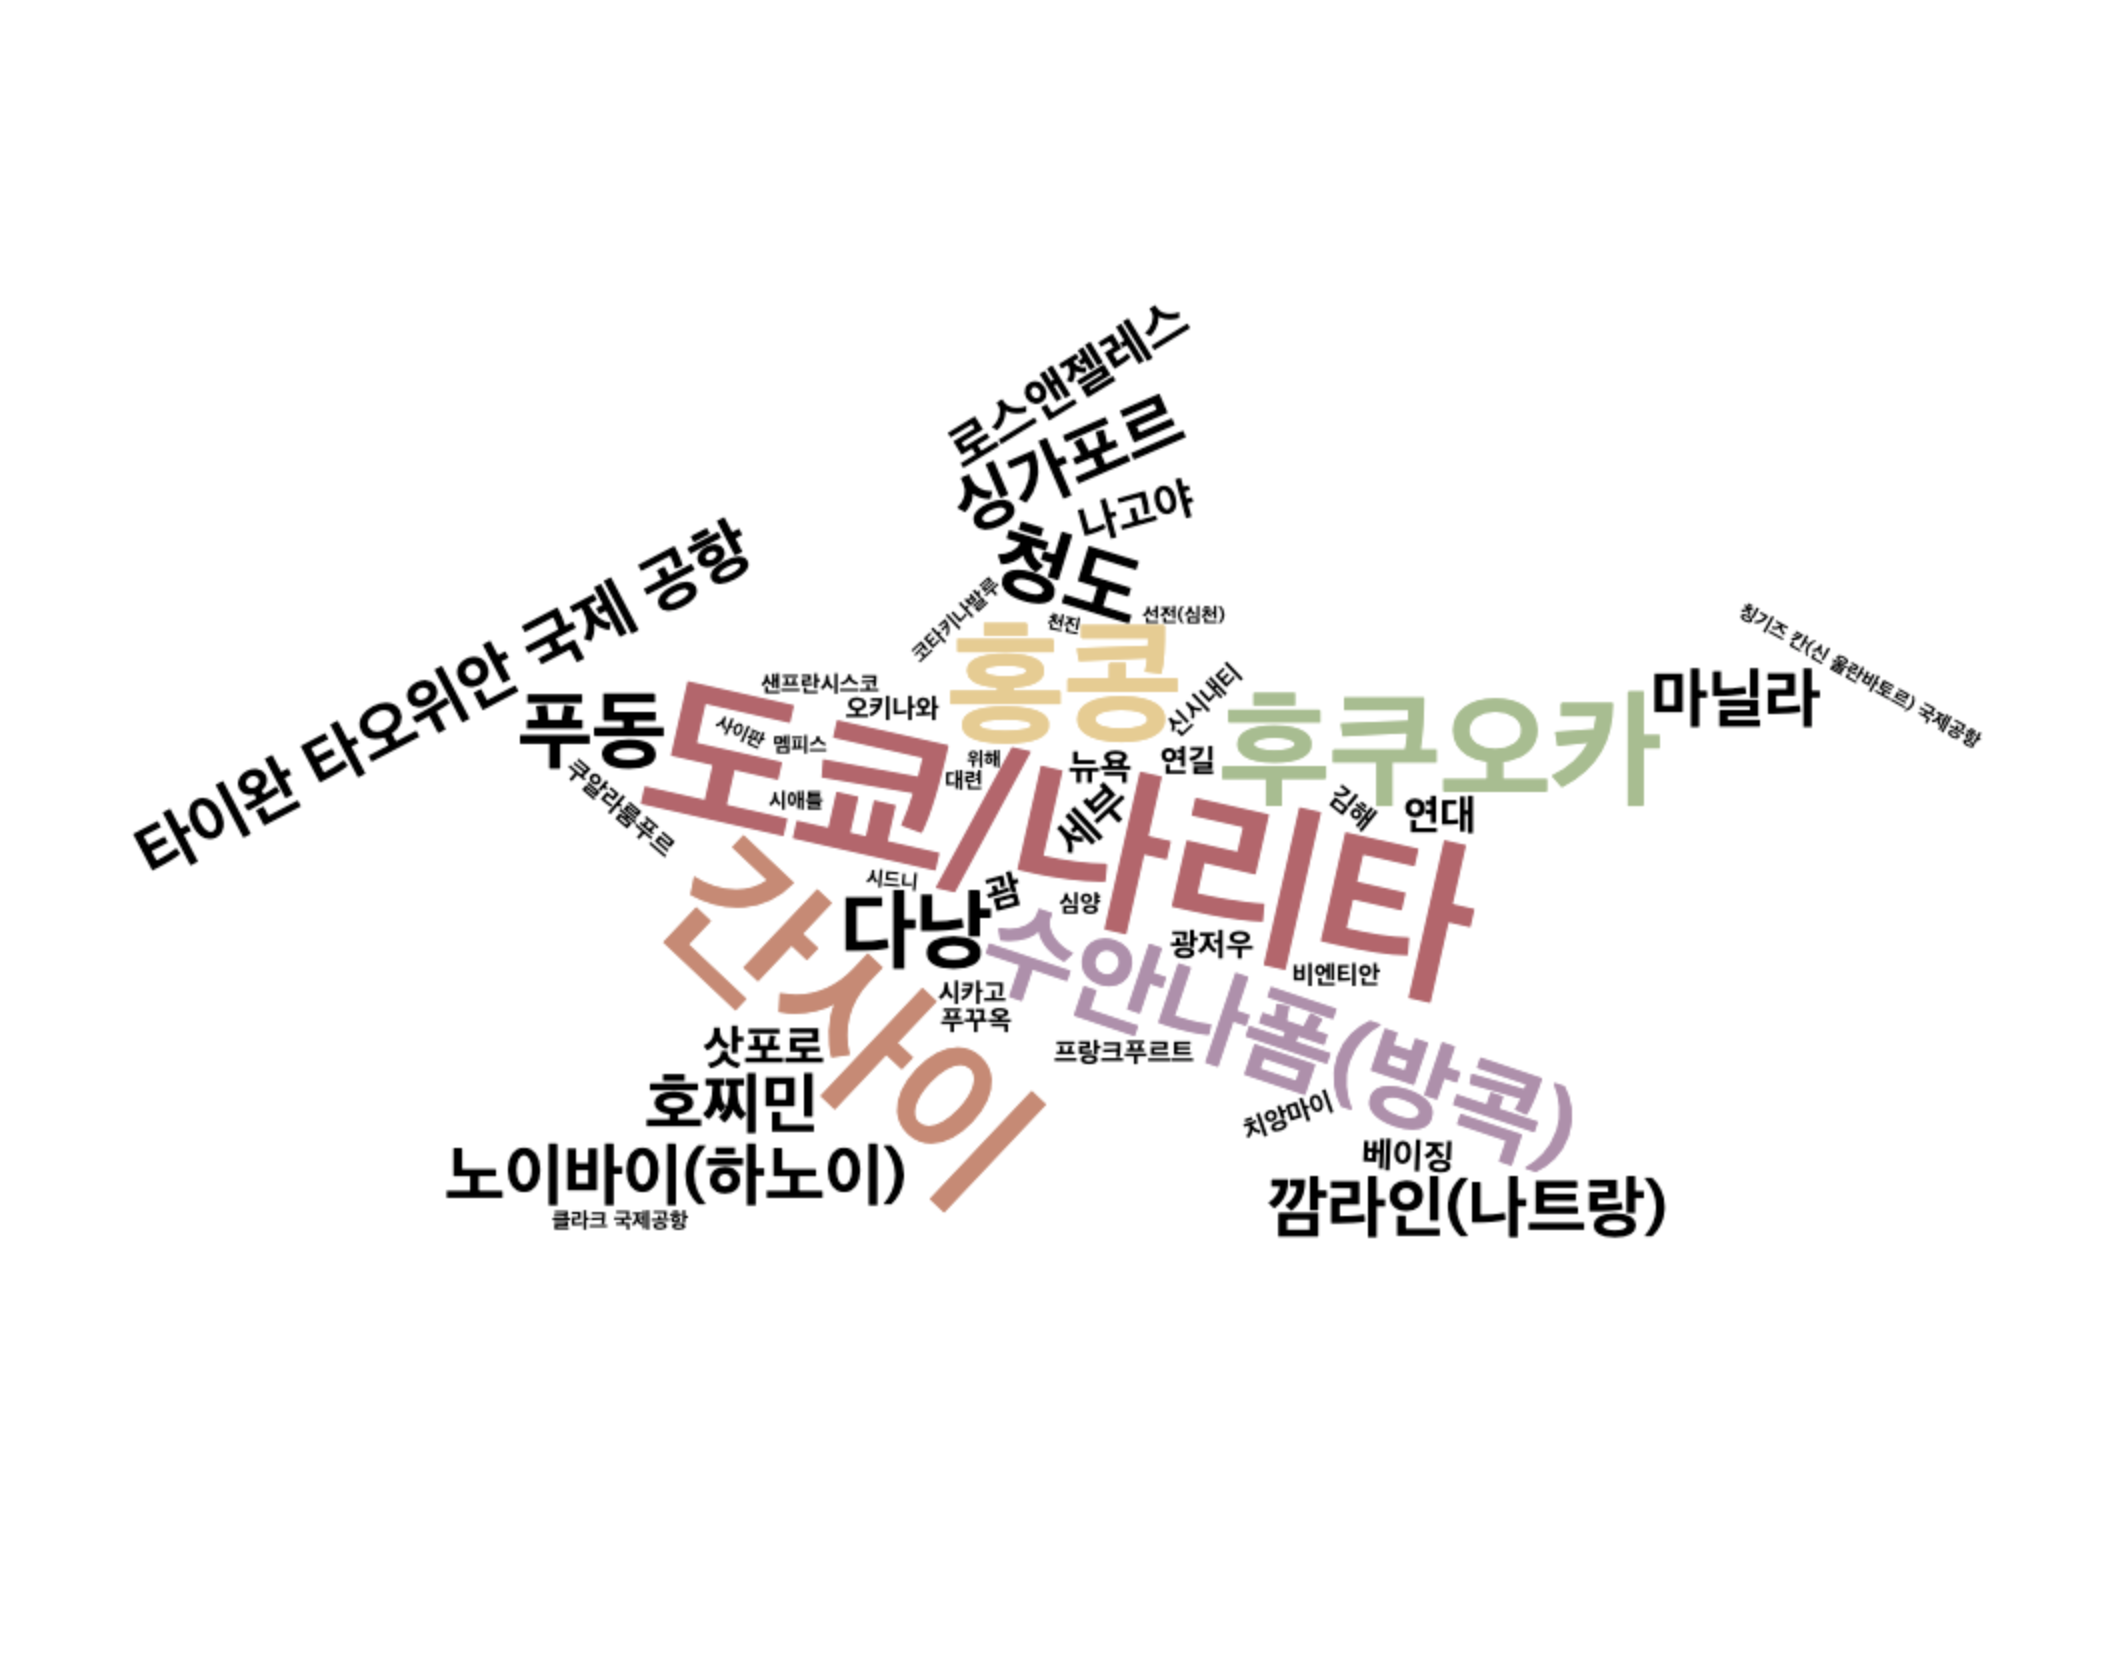 로스앤젤레스
싱가포르
나고야
청도
타이완 타오위안 국제 공항
코타키나발루
천진
선전(심천)
홍콩
칭기즈 칸(신 울란바토르) 국제공항
마닐라
샌프란시스코
오키나와
신시내티
후쿠오카
푸동
도쿄/나리타
사이판
멤피스
위해
대련
뉴욕
연길
쿠알라룸푸르
시애틀
세부
김해
연대
간사이
시드니
다낭
괌
심양
수안나폼(방콕)
광저우
비엔티안
시카고
푸꾸옥
삿포로
프랑크푸르트
호찌민
치앙마이
노이바이(하노이)
베이징
깜라인(나트랑)
클라크 국제공항